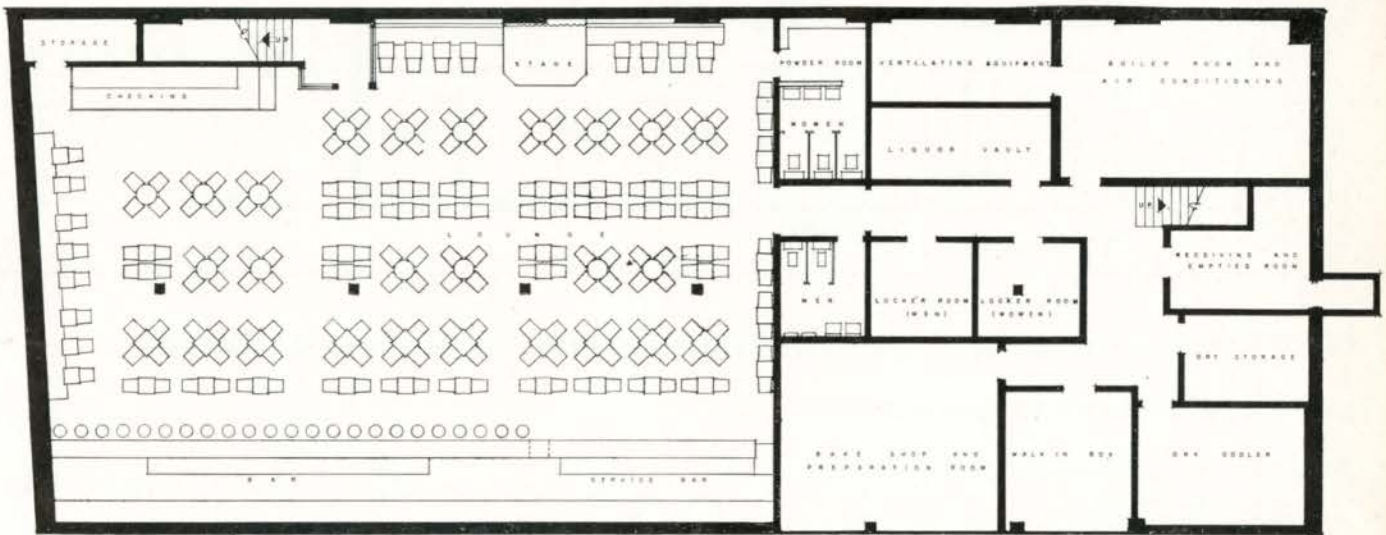 STORAGE
UP
CHECKING
STAGE
POWDER ROOM
VENTILATING EQUIPMENT
BOILER ROOM AND
AIR CONDITIONING
WOMEN
LIQUOR VAULT
LOUNGE
UP
RECEIVING AND
EMPTIES ROOM
MEN
LOCKER ROOM
(MEN)
LOCKER ROOM
(WOMEN)
DRY STORAGE
BAR
SERVICE BAR
BAKE SHOP AND
PREPARATION ROOM
WALK-IN BOX
DRY COOLER